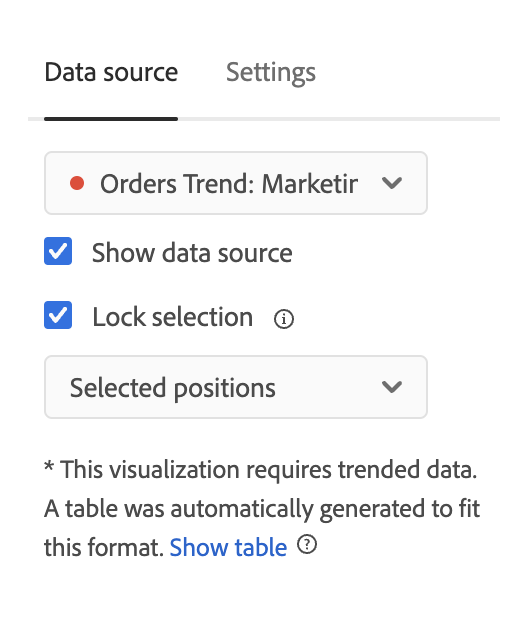 Data source Settings
Orders Trend: Marketir
Show data source
Lock selection
Selected positions
* This visualization requires trended data.
A table was automatically generated to fit
this format. Show table